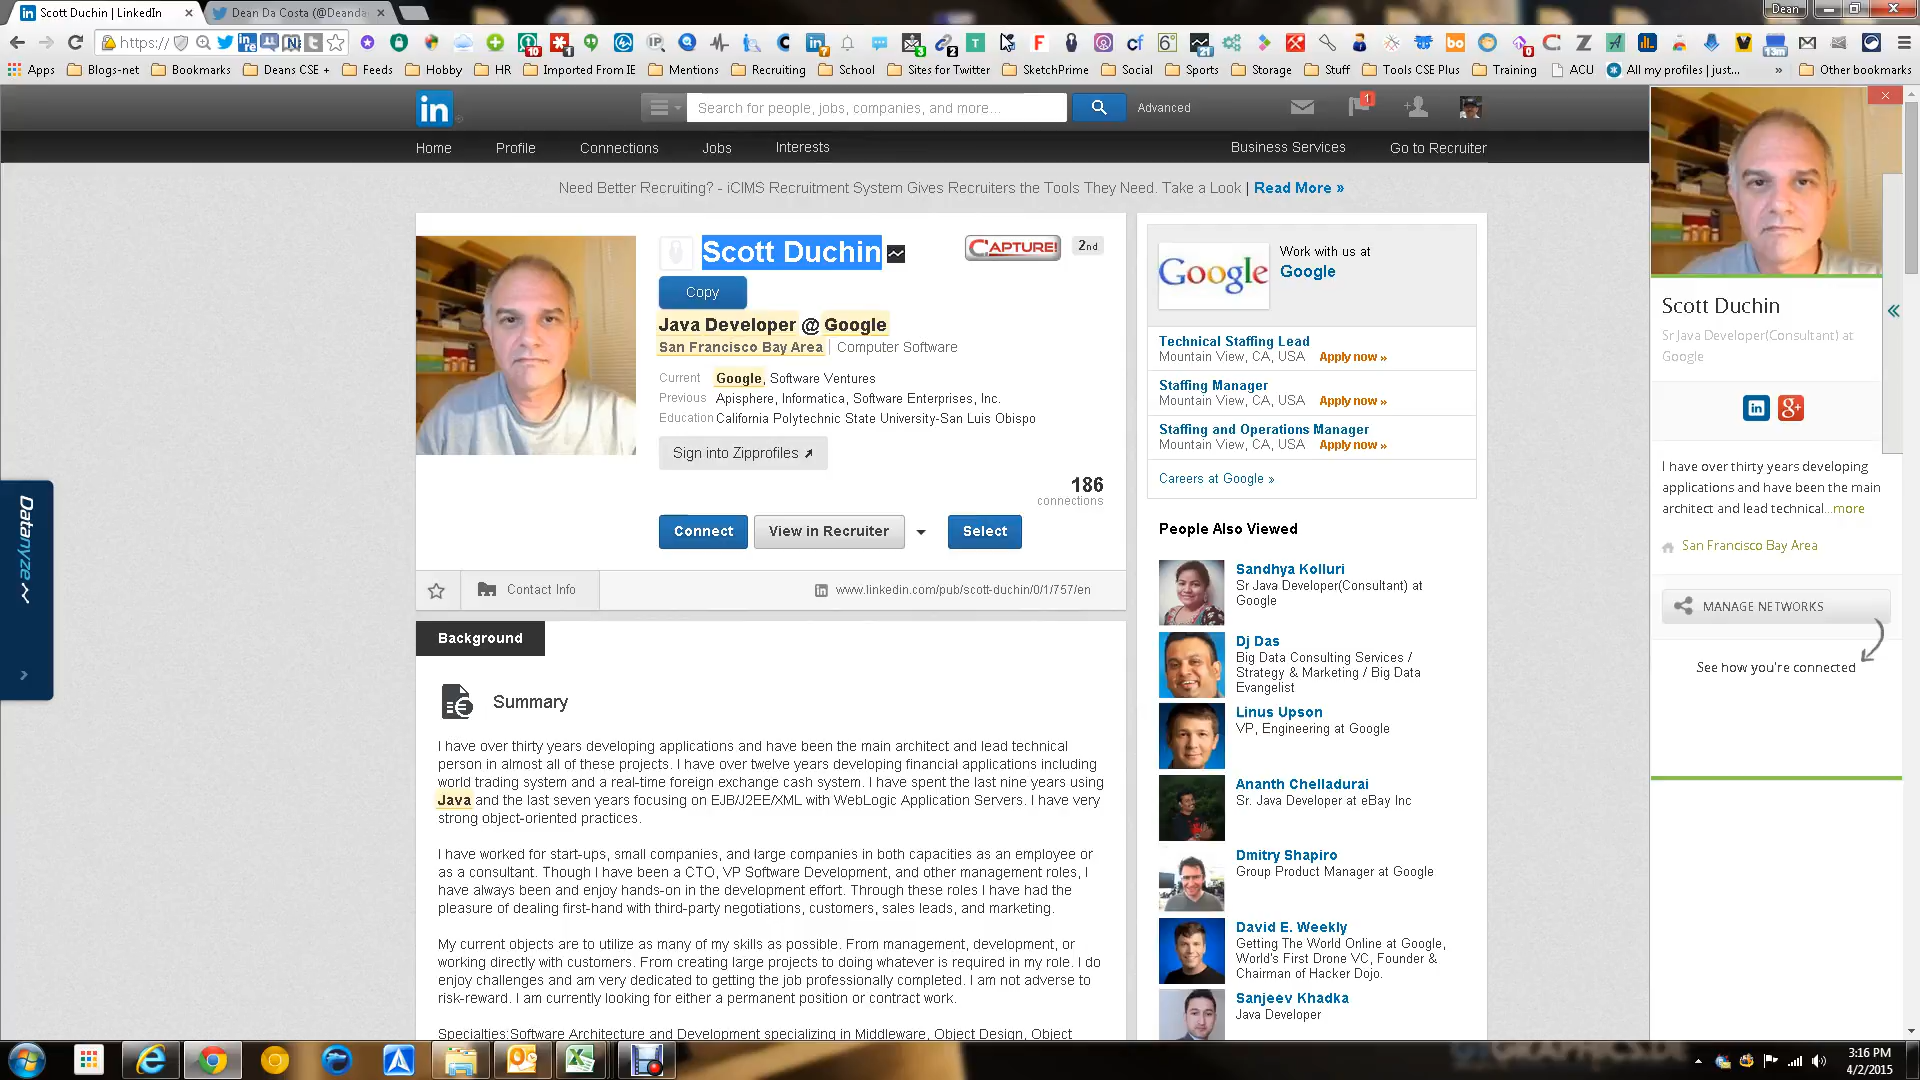 Scott Duchin | LinkedIn
Dean Da Costa (@Deanda
Dean
https://
Apps
Blogs-net
Bookmarks
Deans CSE +
Feeds
Hobby
HR
Imported From IE
Mentions
Recruiting
School
Sites for Twitter
SketchPrime
Social
Sports
Storage
Stuff
Tools CSE Plus
Training
ACU
All my profiles | just...
»
Other bookmarks
in
Search for people, jobs, companies, and more...
Advanced
1
Home
Profile
Connections
Jobs
Interests
Business Services
Go to Recruiter
Need Better Recruiting? - iCIMS Recruitment System Gives Recruiters the Tools They Need. Take a Look | Read More »
Scott Duchin
CAPTURE!
2nd
Copy
Java Developer @ Google
San Francisco Bay Area | Computer Software
Current Google, Software Ventures
Previous Apisphere, Informatica, Software Enterprises, Inc.
Education California Polytechnic State University-San Luis Obispo
Sign into Zipprofiles
186
connections
Connect
View in Recruiter
Select
Contact Info
www.linkedin.com/pub/scott-duchin/0/1/757/en
Background
Summary
I have over thirty years developing applications and have been the main architect and lead technical
person in almost all of these projects. I have over twelve years developing financial applications including
world trading system and a real-time foreign exchange cash system. I have spent the last nine years using
Java and the last seven years focusing on EJB/J2EE/XML with WebLogic Application Servers. I have very
strong object-oriented practices.
I have worked for start-ups, small companies, and large companies in both capacities as an employee or
as a consultant. Though I have been a CTO, VP Software Development, and other management roles, I
have always been and enjoy hands-on in the development effort. Through these roles I have had the
pleasure of dealing first-hand with third-party negotiations, customers, sales leads, and marketing.
My current objects are to utilize as many of my skills as possible. From management, development, or
working directly with customers. From creating large projects to doing whatever is required in my role. I do
enjoy challenges and am very dedicated to getting the job professionally completed. I am not adverse to
risk-reward. I am currently looking for either a permanent position or contract work.
Specialties:Software Architecture and Development specializing in Middleware, Object Design, Object
Datanyze
Google
Work with us at
Google
Technical Staffing Lead
Mountain View, CA, USA Apply now »
Staffing Manager
Mountain View, CA, USA Apply now »
Staffing and Operations Manager
Mountain View, CA, USA Apply now »
Careers at Google »
People Also Viewed
Sandhya Kolluri
Sr Java Developer(Consultant) at
Google
Dj Das
Big Data Consulting Services /
Strategy & Marketing / Big Data
Evangelist
Linus Upson
VP, Engineering at Google
Ananth Chelladurai
Sr. Java Developer at eBay Inc
Dmitry Shapiro
Group Product Manager at Google
David E. Weekly
Getting The World Online at Google,
World's First Drone VC, Founder &
Chairman of Hacker Dojo.
Sanjeev Khadka
Java Developer
Scott Duchin
Sr Java Developer(Consultant) at
Google
in
g+
I have over thirty years developing
applications and have been the main
architect and lead technical...more
San Francisco Bay Area
MANAGE NETWORKS
See how you're connected
3:16 PM
4/2/2015